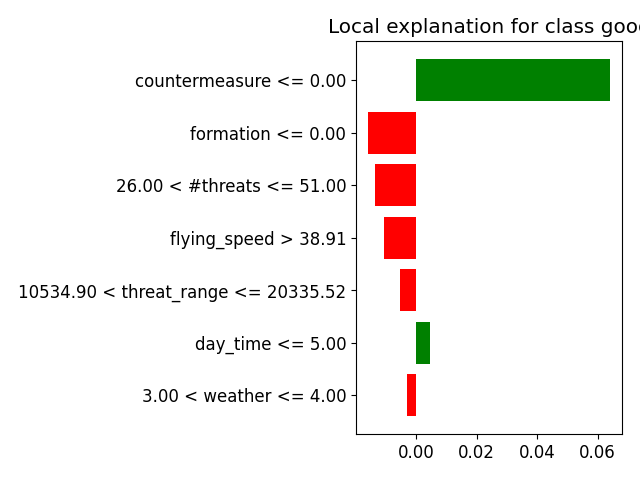 Local explanation for class good
countermeasure <= 0.00
formation <= 0.00
26.00 < #threats <= 51.00
flying_speed > 38.91
10534.90 < threat_range <= 20335.52
day_time <= 5.00
3.00 < weather <= 4.00
0.00 0.02 0.04 0.06